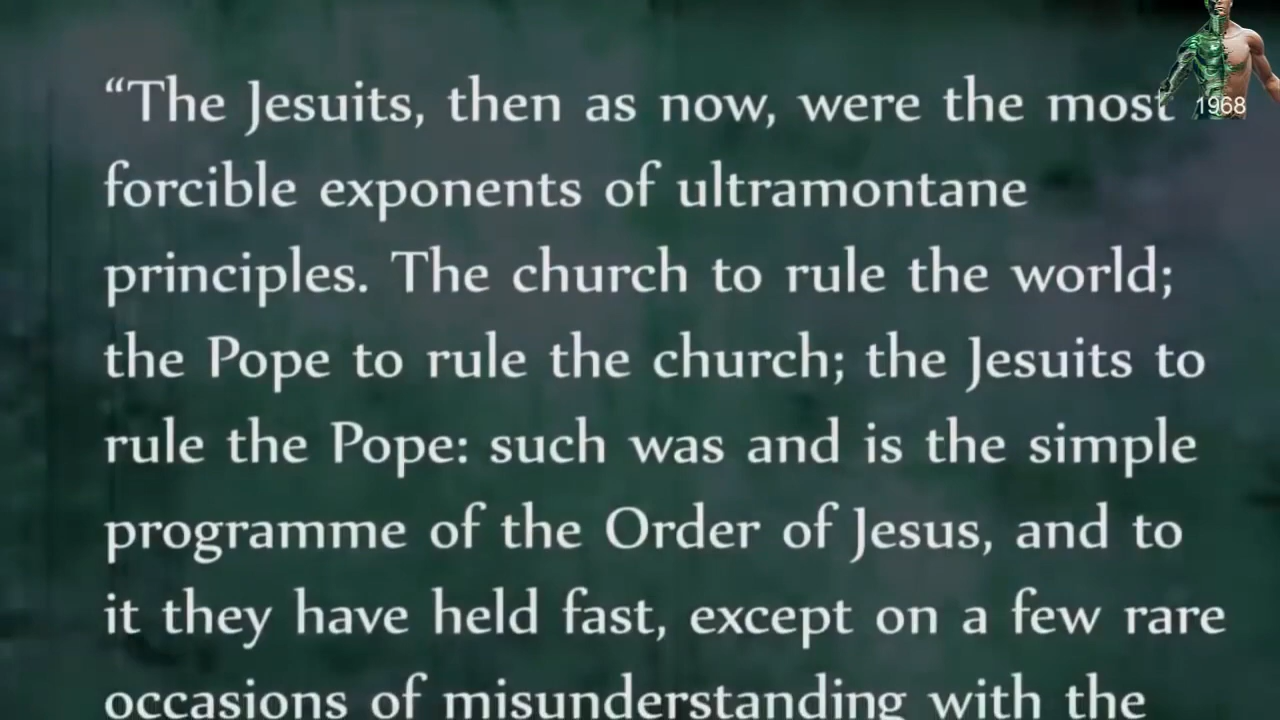 “The Jesuits, then as now, were the most
1968
forcible exponents of ultramontane
principles. The church to rule the world;
the Pope to rule the church; the Jesuits to
rule the Pope: such was and is the simple
programme of the Order of Jesus, and to
it they have held fast, except on a few rare
occasions of misunderstanding with the